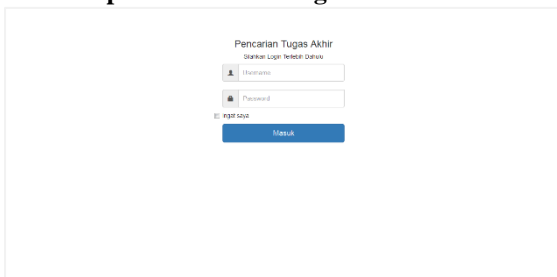 Pencarian Tugas Akhir
Silahkan Login Terlebih Dahulu
Username
Password
Ingat saya
Masuk